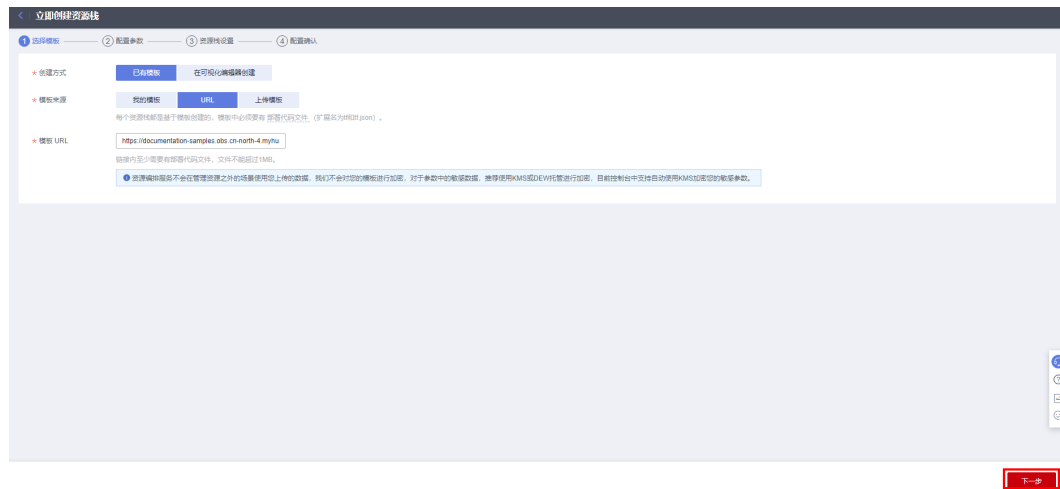 立即创建资源栈
1 选择模板 2 配置参数 3 资源栈设置 4 配置确认
* 创建方式 已有模板 在可视化编辑器创建
* 模板来源 我的模板 URL 上传模板
每个资源栈都是基于模板创建的，模板中必须要有 部署代码文件（扩展名为tf和tf.json）。
* 模板 URL https://documentation-samples.obs.cn-north-4.myhu
链接内至少需要有部署代码文件，文件不能超过1MB。
资源编排服务不会在管理资源之外的场景使用您上传的数据，我们不会对您的模板进行加密，对于参数中的敏感数据，推荐使用KMS或DEW托管进行加密，目前控制台中支持自动使用KMS加密您的敏感参数。
下一步